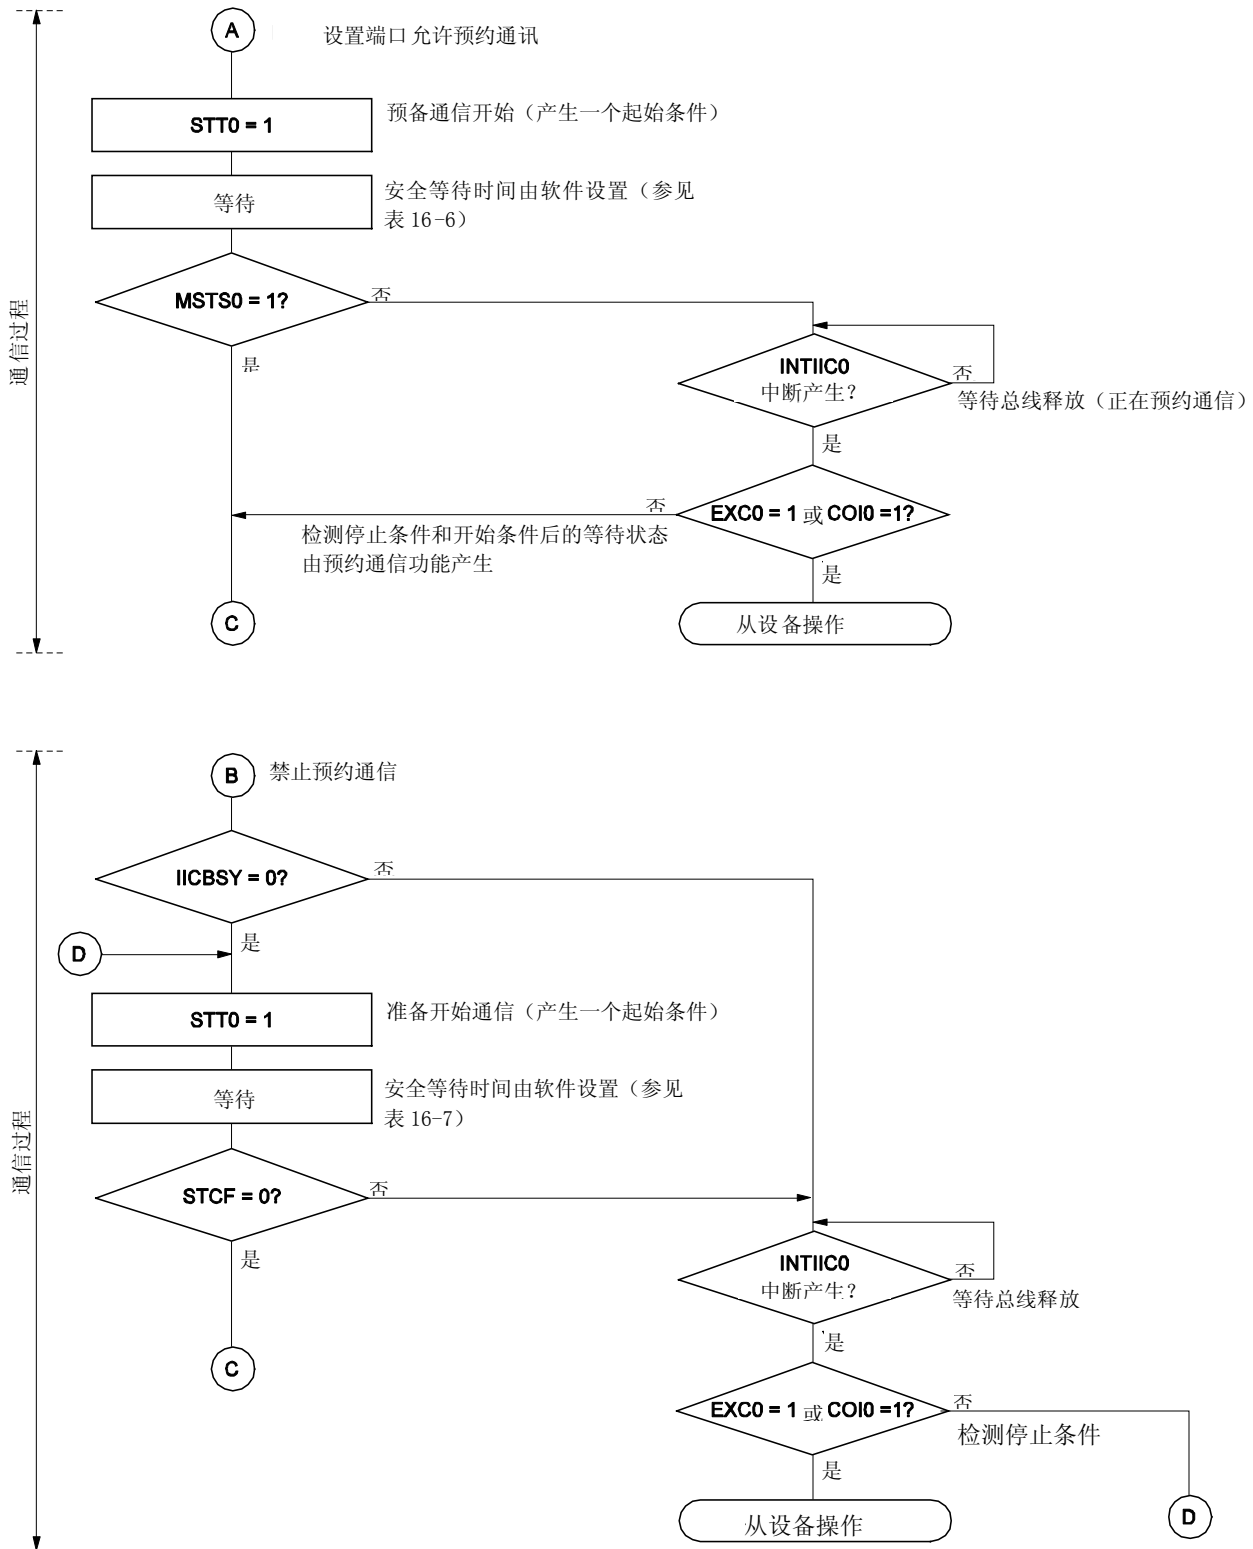 A
设置端口 允许预约通讯
STT0 = 1
预备通信开始（产生一个起始条件）
等待
安全等待时间由软件设置（参见
表 16-6）
MSTS0 = 1?
否
是
INTIIC0
中断产生？
否
等待总线释放（正在预约通信）
是
EXC0 = 1 或 COI0 =1?
否
检测停止条件和开始条件后的等待状态
由预约通信功能产生
是
C
从设备操作
通信过程
B
禁止预约通信
IICBSY = 0?
否
是
D
STT0 = 1
准备开始通信（产生一个起始条件）
等待
安全等待时间由软件设置（参见
表 16-7）
STCF = 0?
否
是
INTIIC0
中断产生？
否
等待总线释放
是
C
EXC0 = 1 或 COI0 =1?
否
检测停止条件
是
从设备操作
D
通信过程